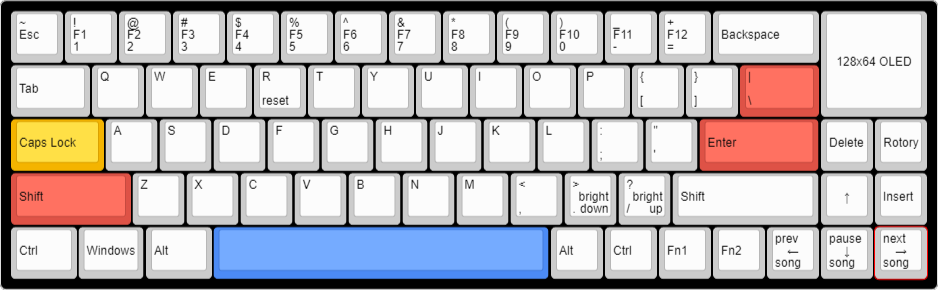 ~ Esc
! F1 1
@ F2 2
# F3 3
$ F4 4
% F5 5
^ F6 6
& F7 7
* F8 8
( F9 9
) F10 0
_ F11 -
+ F12 =
Backspace
128x64 OLED
Tab
Q
W
E
R reset
T
Y
U
I
O
P
{ [
} ]
| \
Caps Lock
A
S
D
F
G
H
J
K
L
: ;
" '
Enter
Delete
Rotory
Shift
Z
X
C
V
B
N
M
< ,
> bright . down
? bright / up
Shift
↑
Insert
Ctrl
Windows
Alt
Alt
Ctrl
Fn1
Fn2
prev ← song
pause ↓ song
next → song